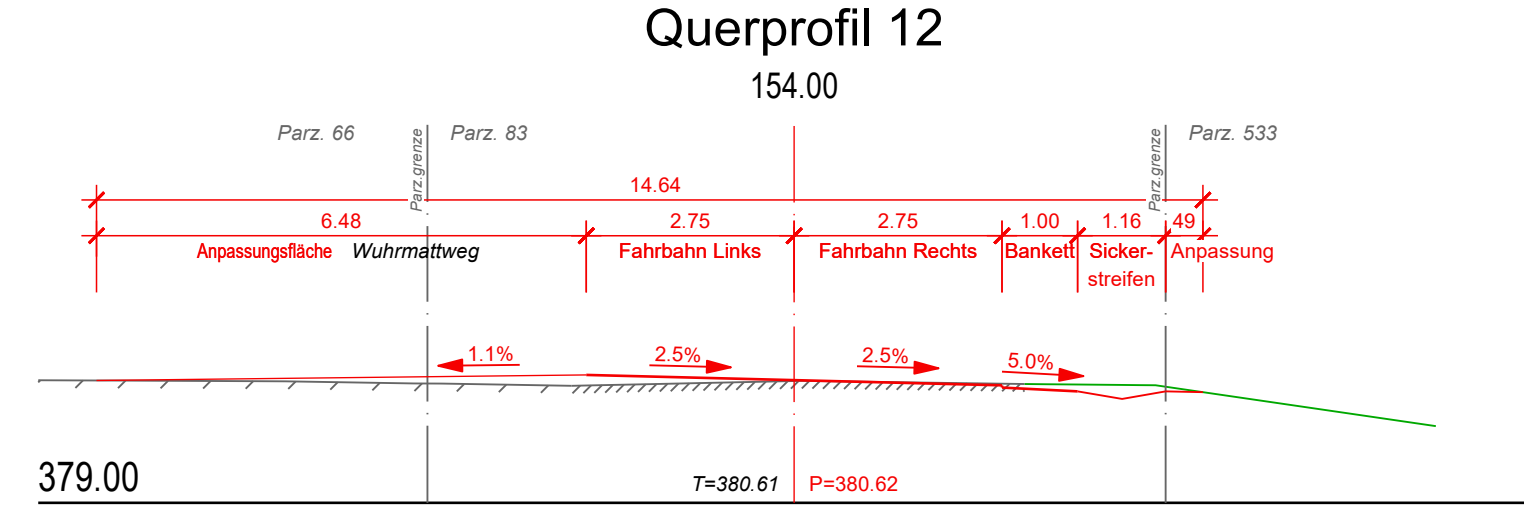 Querprofil 12
154.00
Parz. 66
Parz.grenze
Parz. 83
Parz.grenze
Parz. 533
14.64
6.48
2.75
2.75
1.00
1.16
49
Anpassungsfläche
Wuhrmattweg
Fahrbahn Links
Fahrbahn Rechts
Bankett
Sicker-
streifen
Anpassung
1.1%
2.5%
2.5%
5.0%
379.00
T=380.61
P=380.62